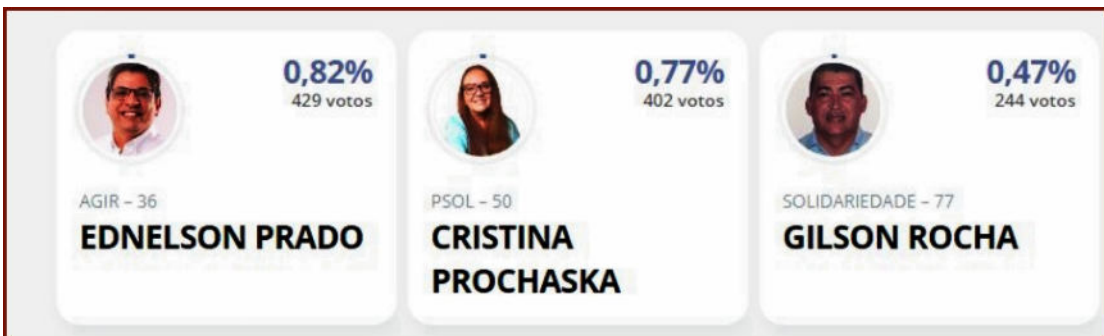 0,82%
429 votos
AGIR – 36
EDNELSON PRADO
0,77%
402 votos
PSOL – 50
CRISTINA
PROCHASKA
0,47%
244 votos
SOLIDARIEDADE – 77
GILSON ROCHA